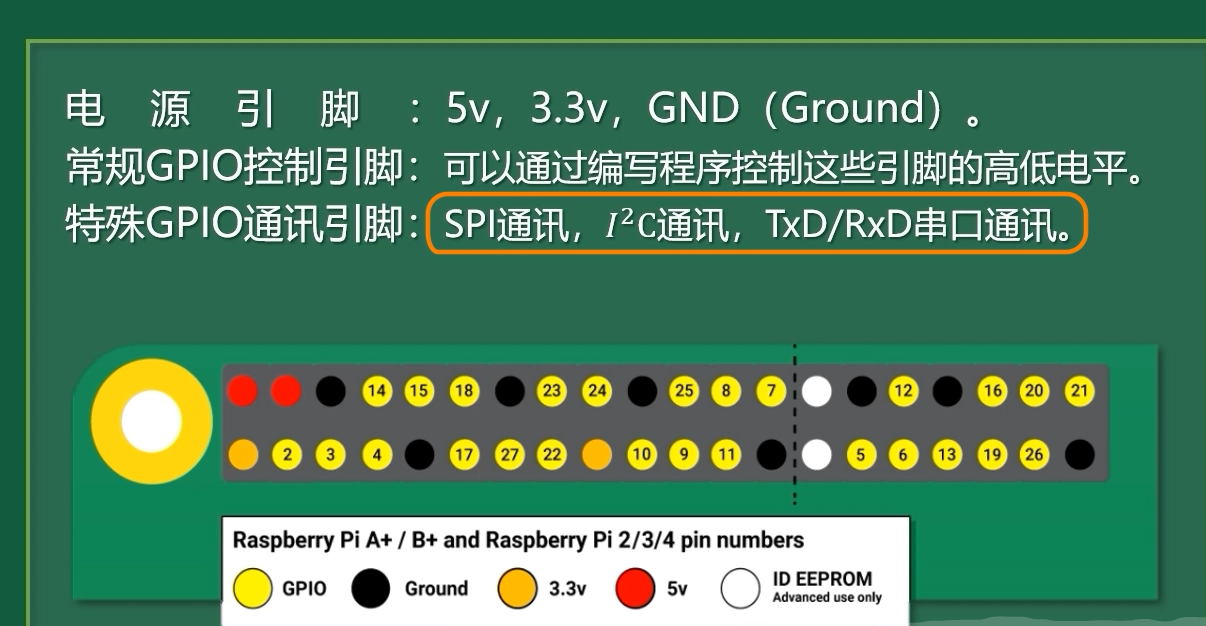 电源引脚：5v，3.3v，GND（Ground）。
常规GPIO控制引脚：可以通过编写程序控制这些引脚的高低电平。
特殊GPIO通讯引脚：SPI通讯，I²C通讯，TxD/RxD串口通讯。
14 15 18 23 24 25 8 7 12 16 20 21
2 3 4 17 27 22 10 9 11 5 6 13 19 26
Raspberry Pi A+ / B+ and Raspberry Pi 2/3/4 pin numbers
GPIO Ground 3.3v 5v ID EEPROM
Advanced use only